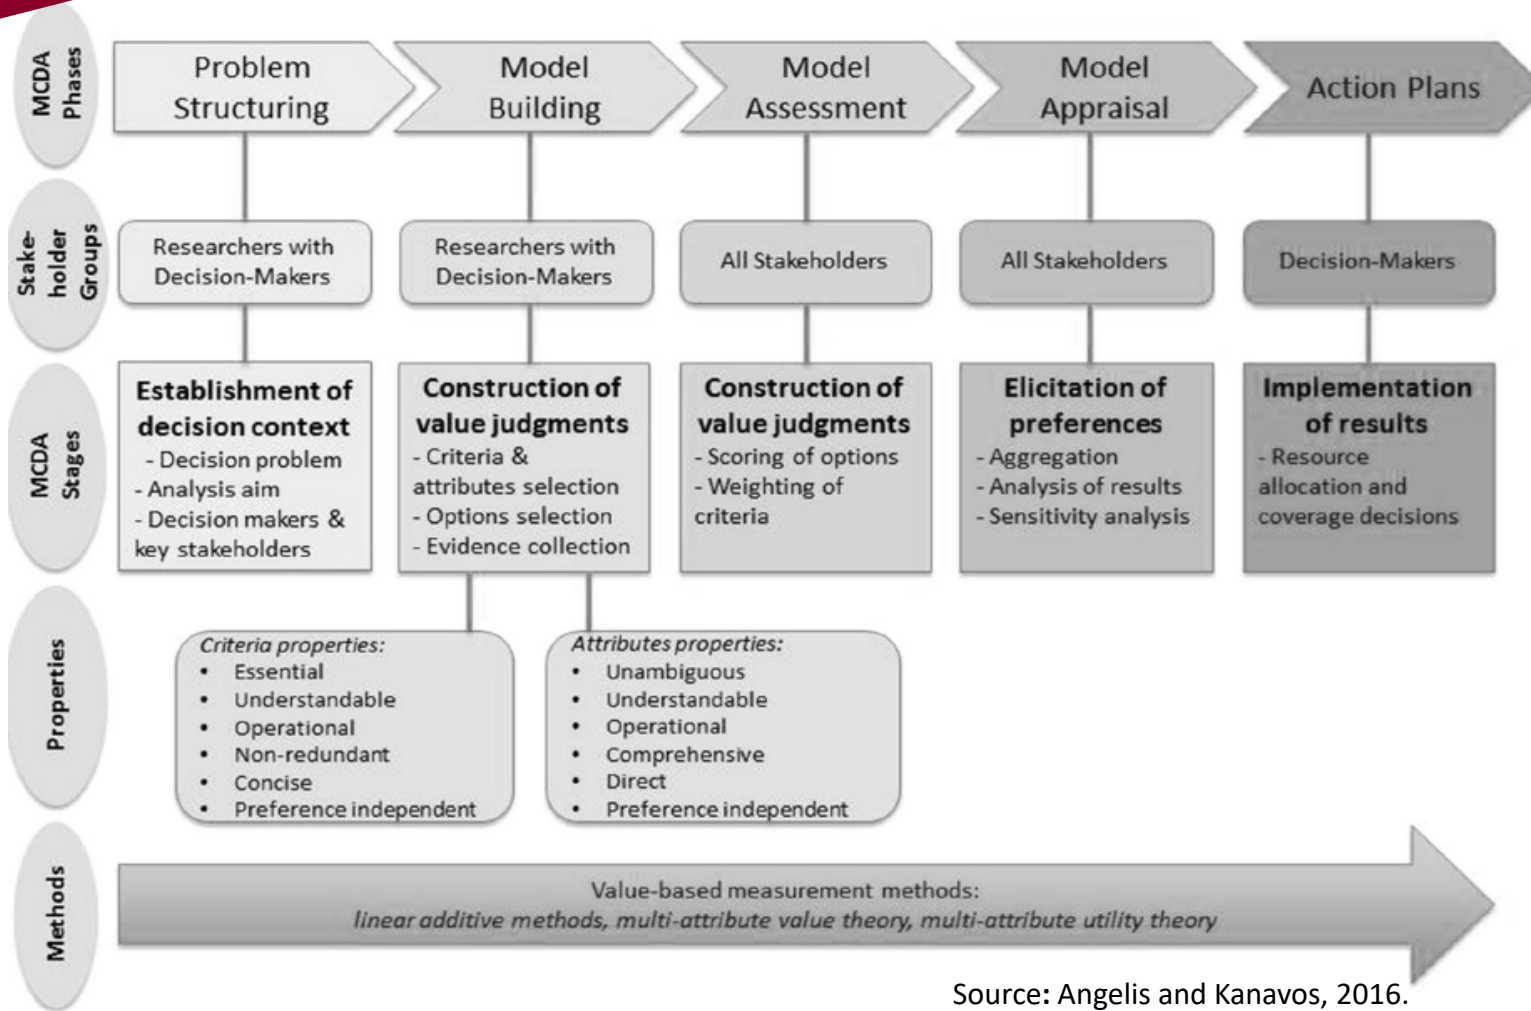 MCDA
Phases
Problem
Structuring
Model
Building
Model
Assessment
Model
Appraisal
Action Plans
Stake-
holder
Groups
Researchers with
Decision-Makers
Researchers with
Decision-Makers
All Stakeholders
All Stakeholders
Decision-Makers
MCDA
Stages
Establishment of
decision context
- Decision problem
- Analysis aim
- Decision makers &
key stakeholders
Construction of
value judgments
- Criteria &
attributes selection
- Options selection
- Evidence collection
Construction of
value judgments
- Scoring of options
- Weighting of
criteria
Elicitation of
preferences
- Aggregation
- Analysis of results
- Sensitivity analysis
Implementation
of results
- Resource
allocation and
coverage decisions
Properties
Criteria properties:
• Essential
• Understandable
• Operational
• Non-redundant
• Concise
• Preference independent
Attributes properties:
• Unambiguous
• Understandable
• Operational
• Comprehensive
• Direct
• Preference independent
Methods
Value-based measurement methods:
linear additive methods, multi-attribute value theory, multi-attribute utility theory
Source: Angelis and Kanavos, 2016.